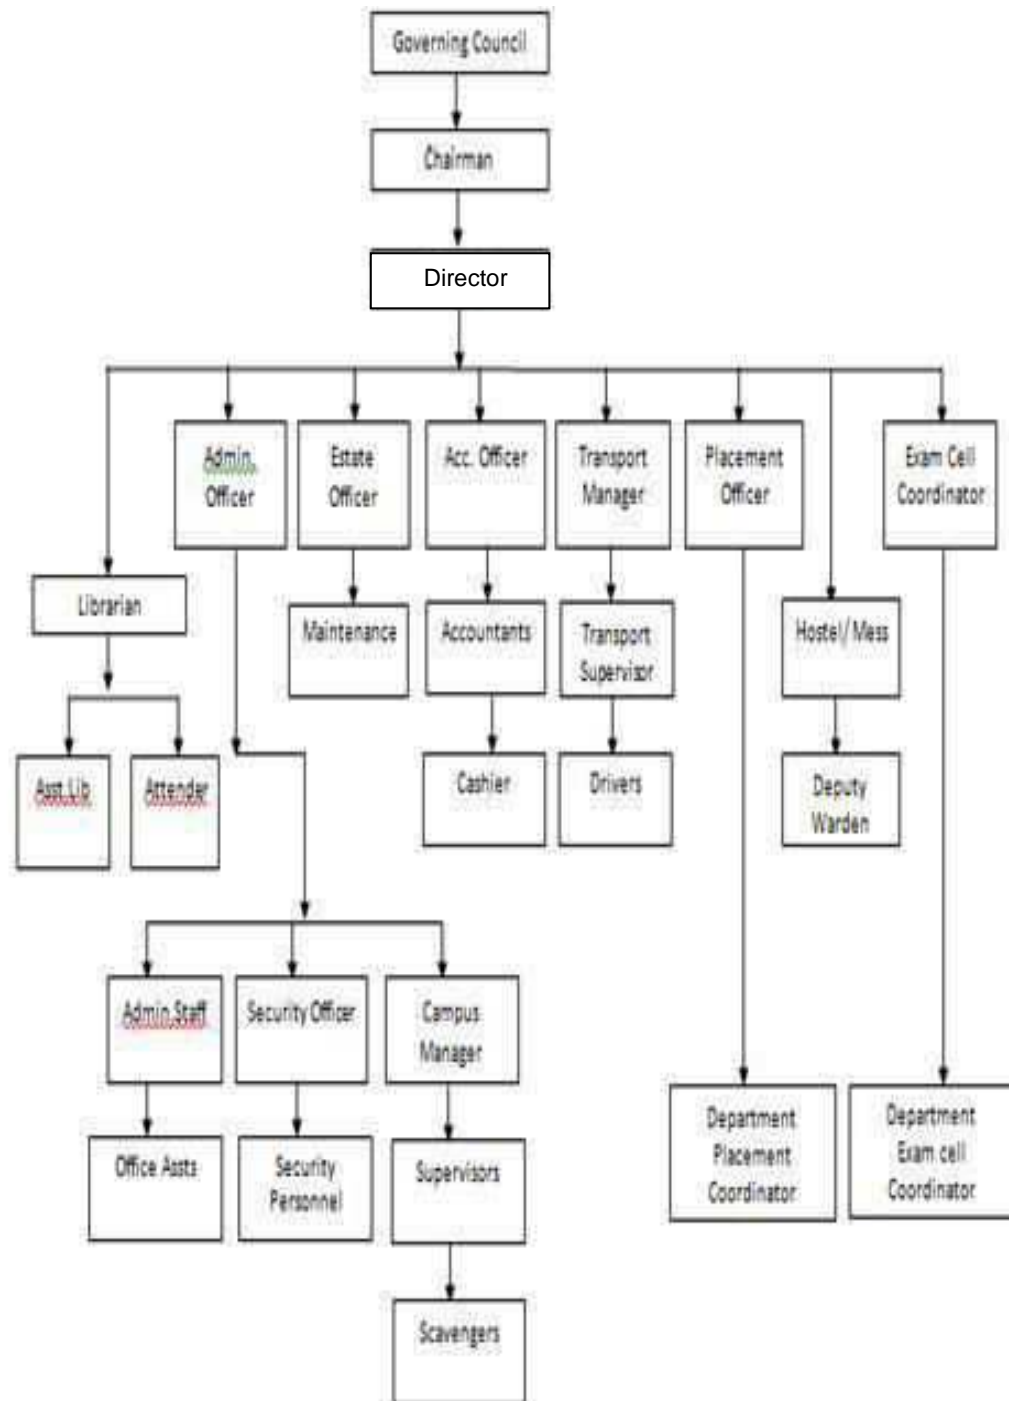 Governing Council
Chairman
Director
Admin.
Officer
Estate
Officer
Acc. Officer
Transport
Manager
Placement
Officer
Exam Cell
Coordinator
Librarian
Maintenance
Accountants
Transport
Supervisor
Hostel/ Mess
Asst.Lib
Attender
Cashier
Drivers
Deputy
Warden
Admin.Staff
Security Officer
Campus
Manager
Office Assts
Security
Personnel
Supervisors
Department
Placement
Coordinator
Department
Exam cell
Coordinator
Scavengers